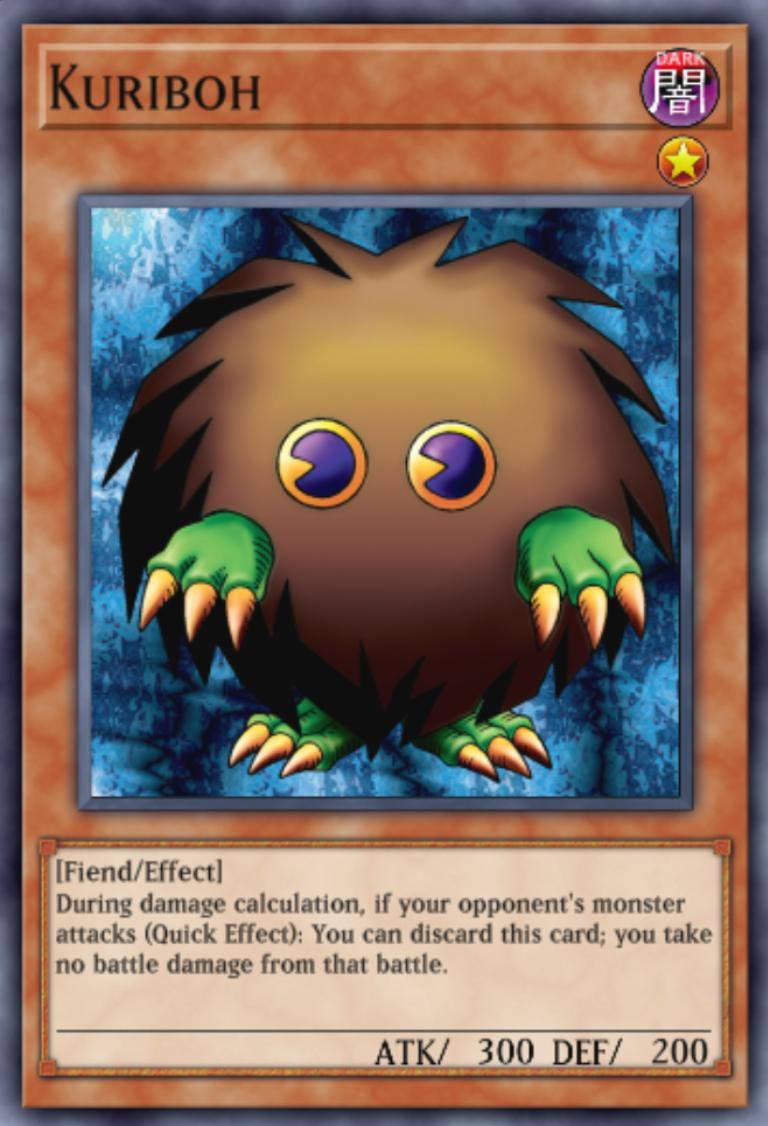 KURIBOH
DARK
闇
[Fiend/Effect]
During damage calculation, if your opponent's monster
attacks (Quick Effect): You can discard this card; you take
no battle damage from that battle.
ATK/ 300 DEF/ 200